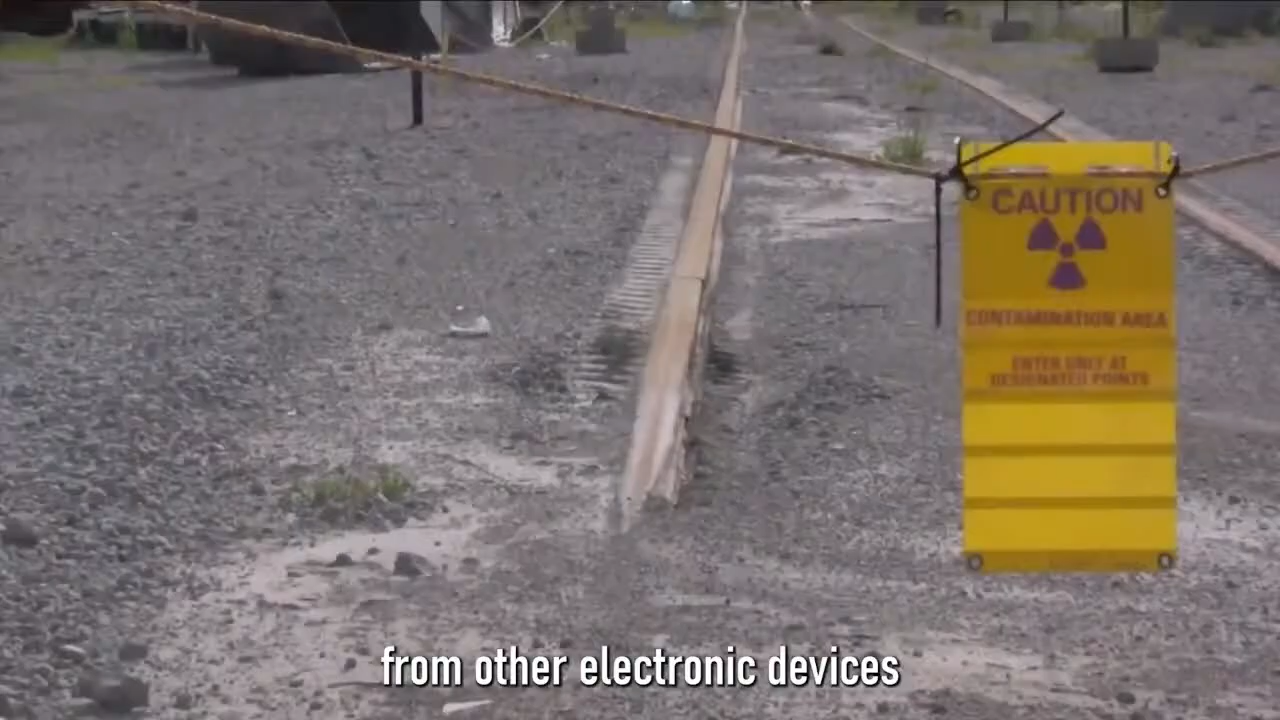 CAUTION
CONTAMINATION AREA
ENTER ONLY AT
DESIGNATED POINTS
from other electronic devices